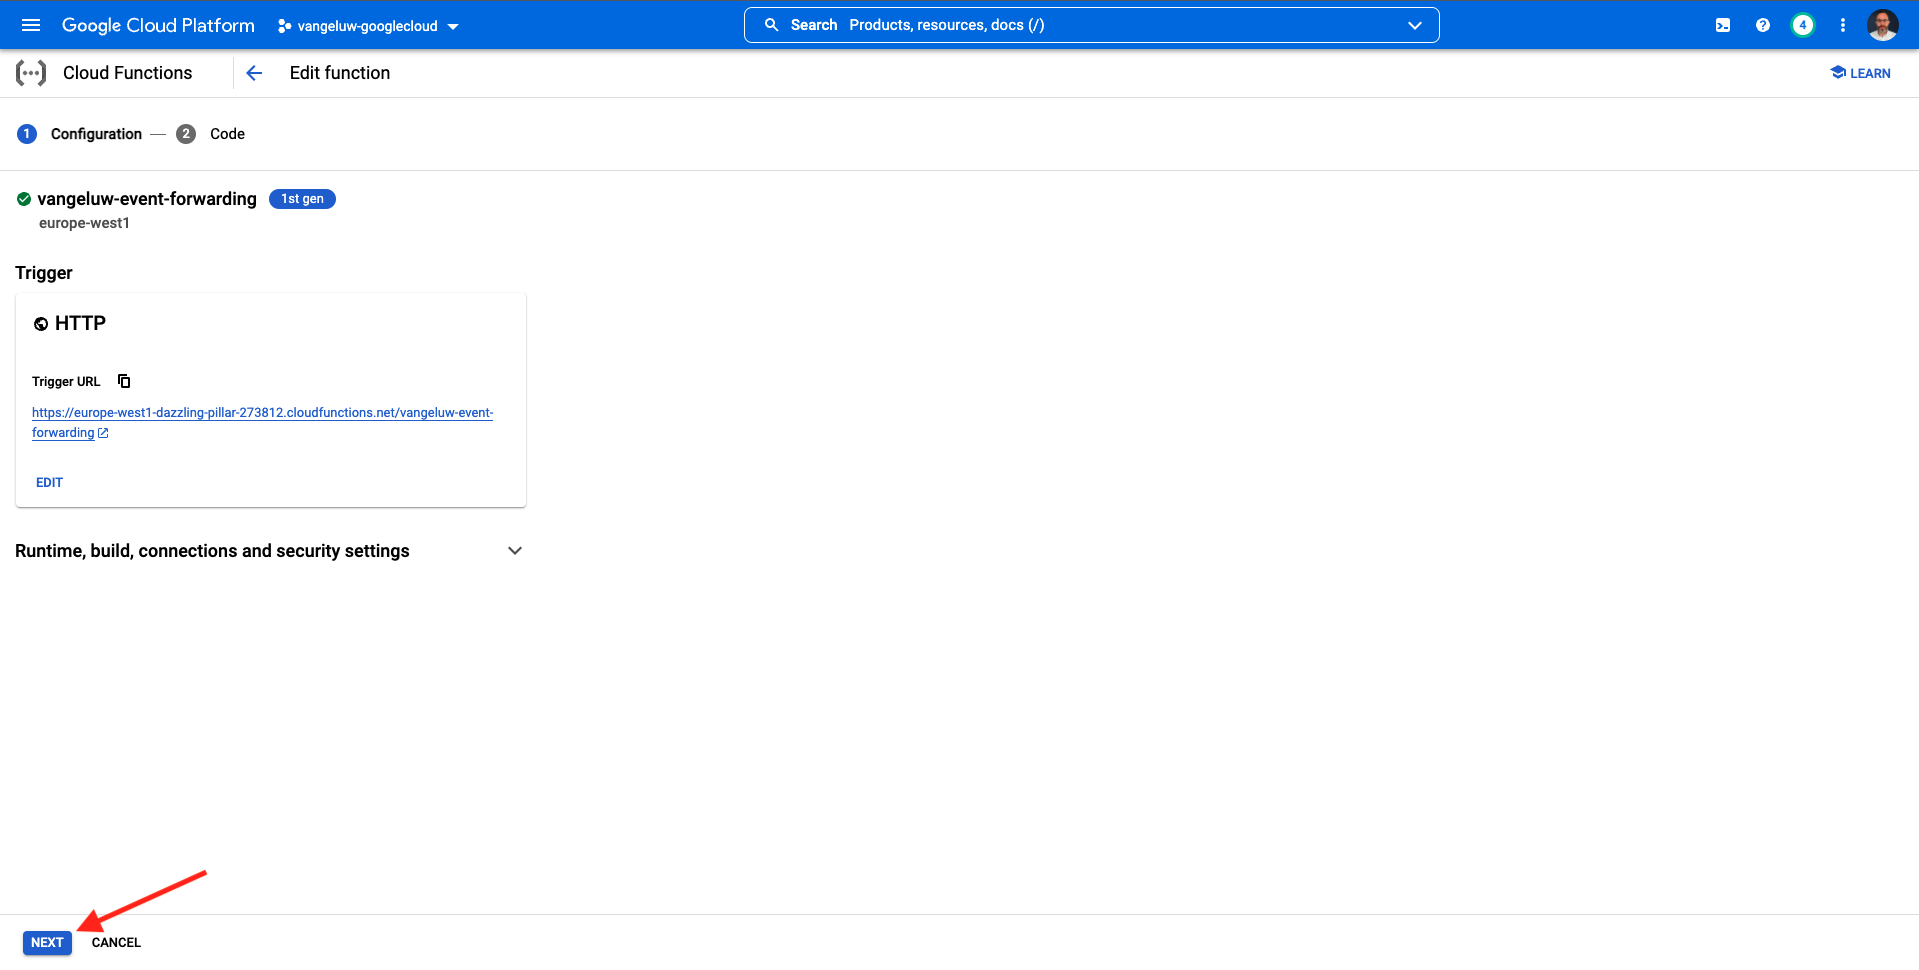 Google Cloud Platform
vangeluw-googlecloud
Search Products, resources, docs (/)
4
Cloud Functions
Edit function
LEARN
1 Configuration — 2 Code
vangeluw-event-forwarding 1st gen
europe-west1
Trigger
HTTP
Trigger URL
https://europe-west1-dazzling-pillar-273812.cloudfunctions.net/vangeluw-event-
forwarding
EDIT
Runtime, build, connections and security settings
NEXT CANCEL